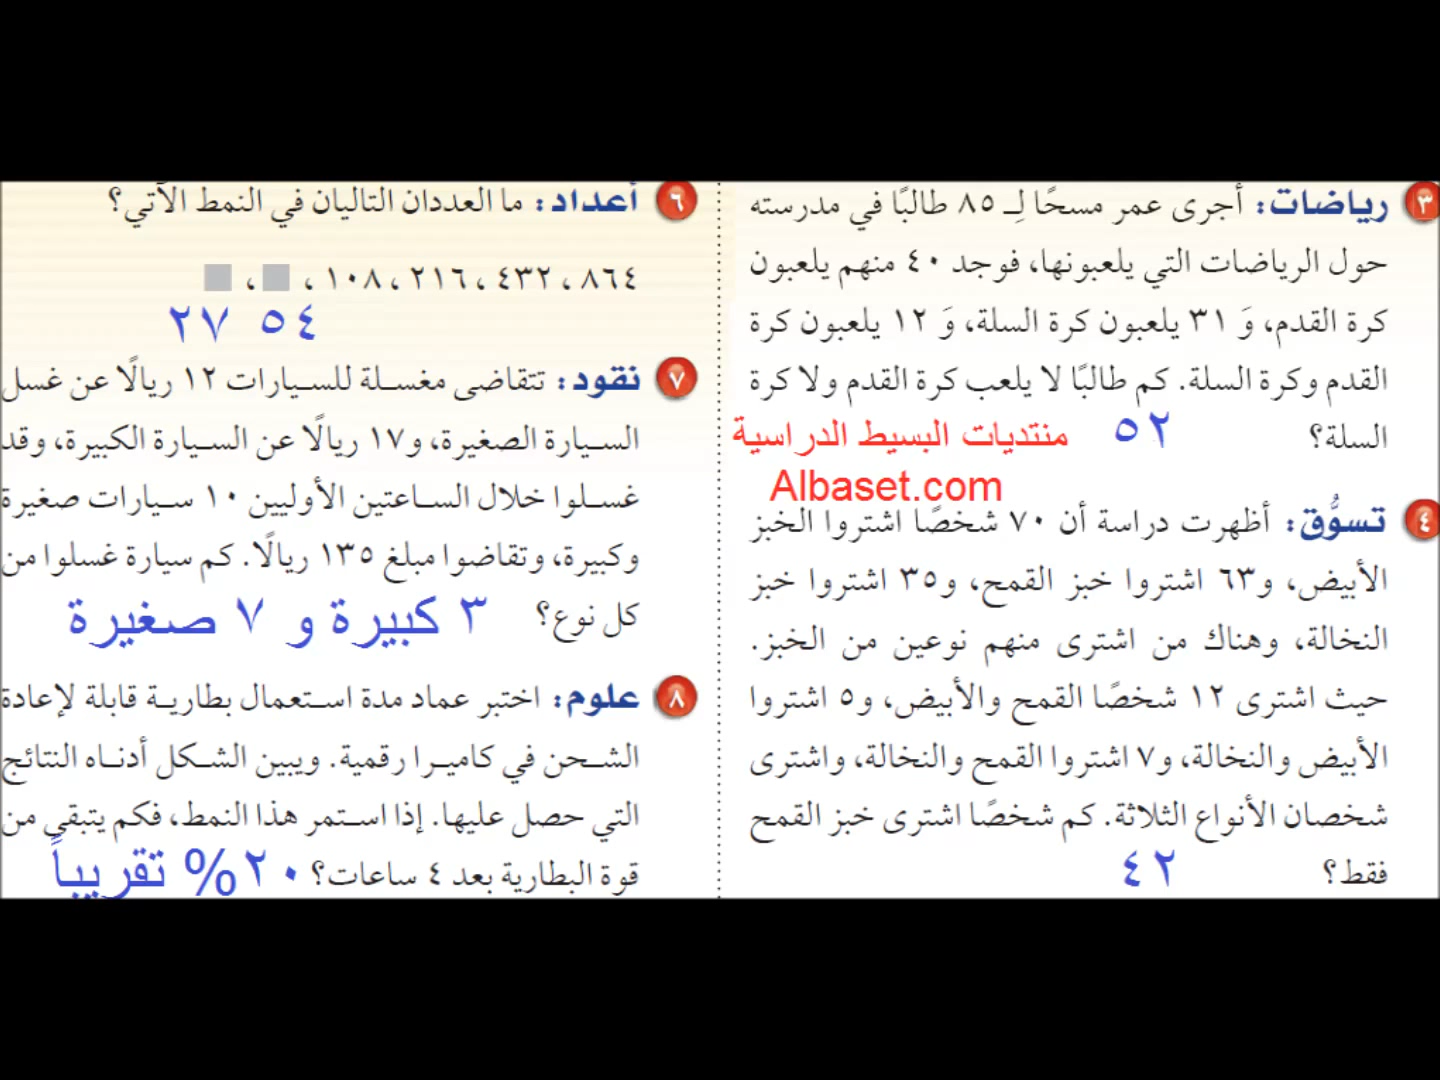 ٣ رياضات: أجرى عمر مسحًا لِـ ٨٥ طالبًا في مدرسته
حول الرياضات التي يلعبونها، فوجد ٤٠ منهم يلعبون
كرة القدم، وَ ٣١ يلعبون كرة السلة، وَ ١٢ يلعبون كرة
القدم وكرة السلة. كم طالبًا لا يلعب كرة القدم ولا كرة
السلة؟ ٥٢ منتديات البسيط الدراسية
Albaset.com
٤ تسوُّق: أظهرت دراسة أن ٧٠ شخصًا اشتروا الخبز
الأبيض، و٦٣ اشتروا خبز القمح، و٣٥ اشتروا خبز
النخالة، وهناك من اشترى منهم نوعين من الخبز.
حيث اشترى ١٢ شخصًا القمح والأبيض، و٥ اشتروا
الأبيض والنخالة، و٧ اشتروا القمح والنخالة، واشترى
شخصان الأنواع الثلاثة. كم شخصًا اشترى خبز القمح
فقط؟ ٤٢
٦ أعداد: ما العددان التاليان في النمط الآتي؟
٨٦٤ ، ٤٣٢ ، ٢١٦ ، ١٠٨ ، ■ ، ■
٥٤ ٢٧
٧ نقود: تتقاضى مغسلة للسيارات ١٢ ريالًا عن غسل
السيارة الصغيرة، و١٧ ريالًا عن السيارة الكبيرة، وقد
غسلوا خلال الساعتين الأوليين ١٠ سيارات صغيرة
وكبيرة، وتقاضوا مبلغ ١٣٥ ريالًا. كم سيارة غسلوا من
كل نوع؟ ٣ كبيرة و ٧ صغيرة
٨ علوم: اختبر عماد مدة استعمال بطارية قابلة لإعادة
الشحن في كاميرا رقمية. ويبين الشكل أدناه النتائج
التي حصل عليها. إذا استمر هذا النمط، فكم يتبقى من
قوة البطارية بعد ٤ ساعات؟ ٢٠% تقريباً